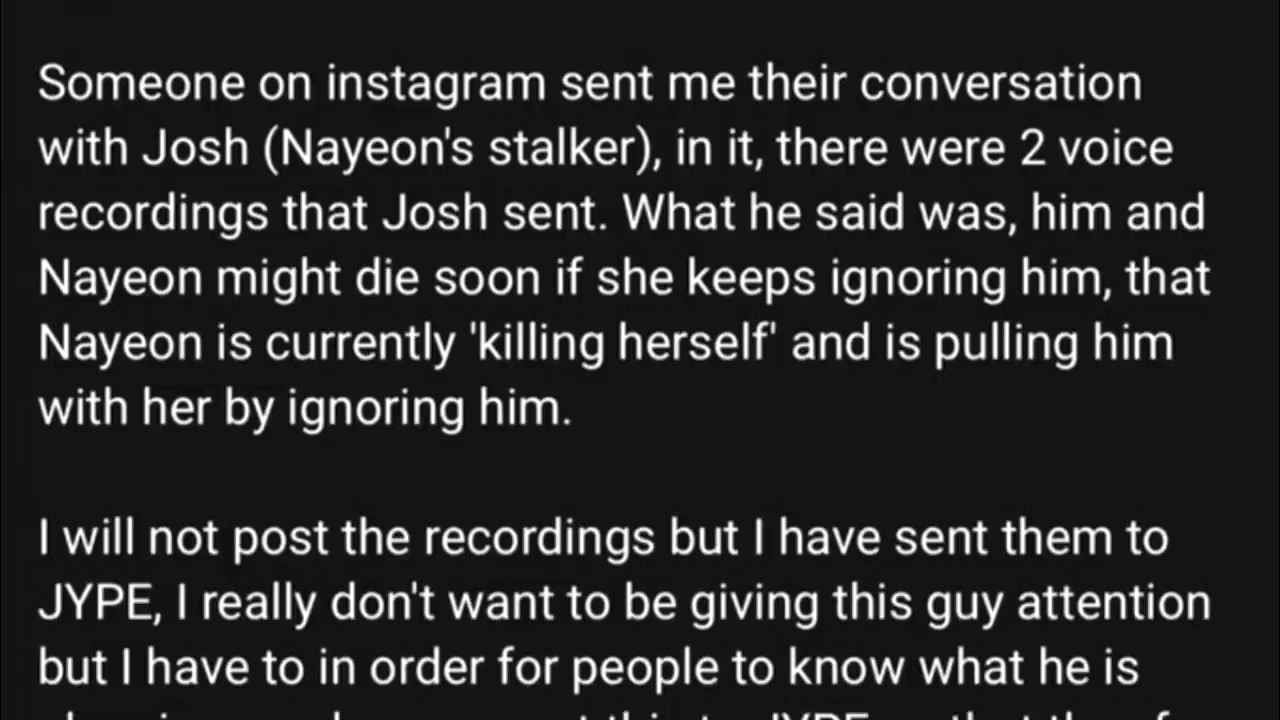 Someone on instagram sent me their conversation
with Josh (Nayeon's stalker), in it, there were 2 voice
recordings that Josh sent. What he said was, him and
Nayeon might die soon if she keeps ignoring him, that
Nayeon is currently 'killing herself' and is pulling him
with her by ignoring him.
I will not post the recordings but I have sent them to
JYPE, I really don't want to be giving this guy attention
but I have to in order for people to know what he is